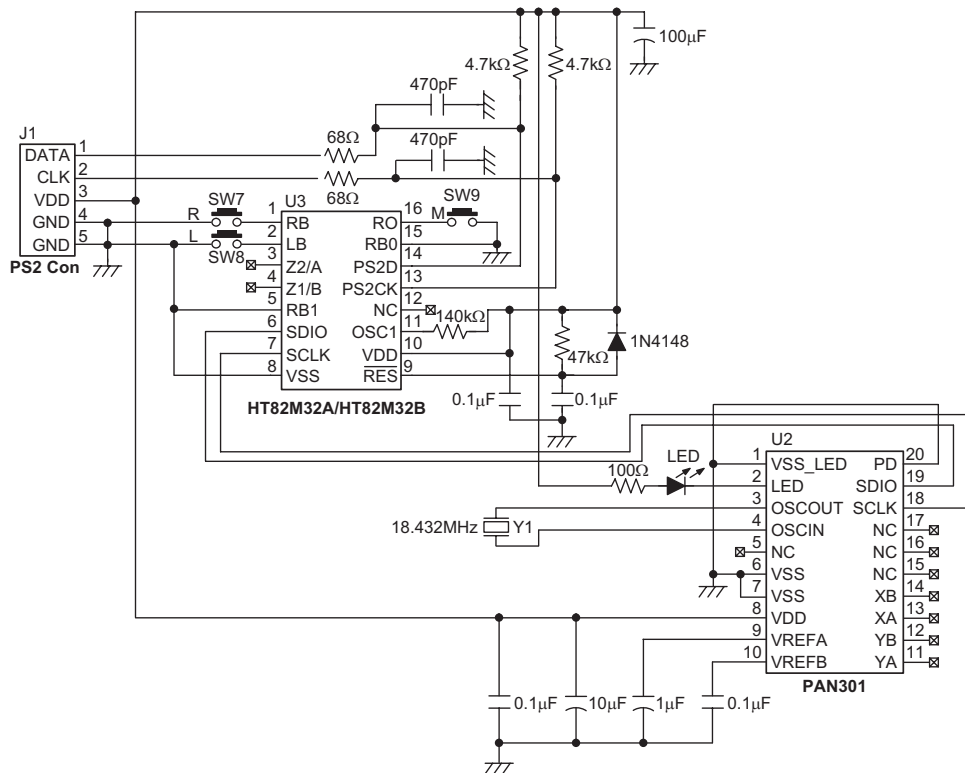 100μF
4.7kΩ 4.7kΩ
470pF
J1
68Ω
470pF
DATA 1
CLK 2
VDD 3
GND 4
GND 5
PS2 Con
68Ω
R SW7
L SW8
U3
1 RB
2 LB
3 Z2/A
4 Z1/B
5 RB1
6 SDIO
7 SCLK
8 VSS
RO 16
RB0 15
PS2D 14
PS2CK 13
NC 12
OSC1 11
VDD 10
RES 9
HT82M32A/HT82M32B
M SW9
140kΩ
47kΩ
1N4148
0.1μF 0.1μF
100Ω
LED
18.432MHz Y1
U2
1 VSS_LED
2 LED
3 OSCOUT
4 OSCIN
5 NC
6 VSS
7 VSS
8 VDD
9 VREFA
10 VREFB
PD 20
SDIO 19
SCLK 18
NC 17
NC 16
NC 15
XB 14
XA 13
YB 12
YA 11
PAN301
0.1μF 10μF 1μF 0.1μF